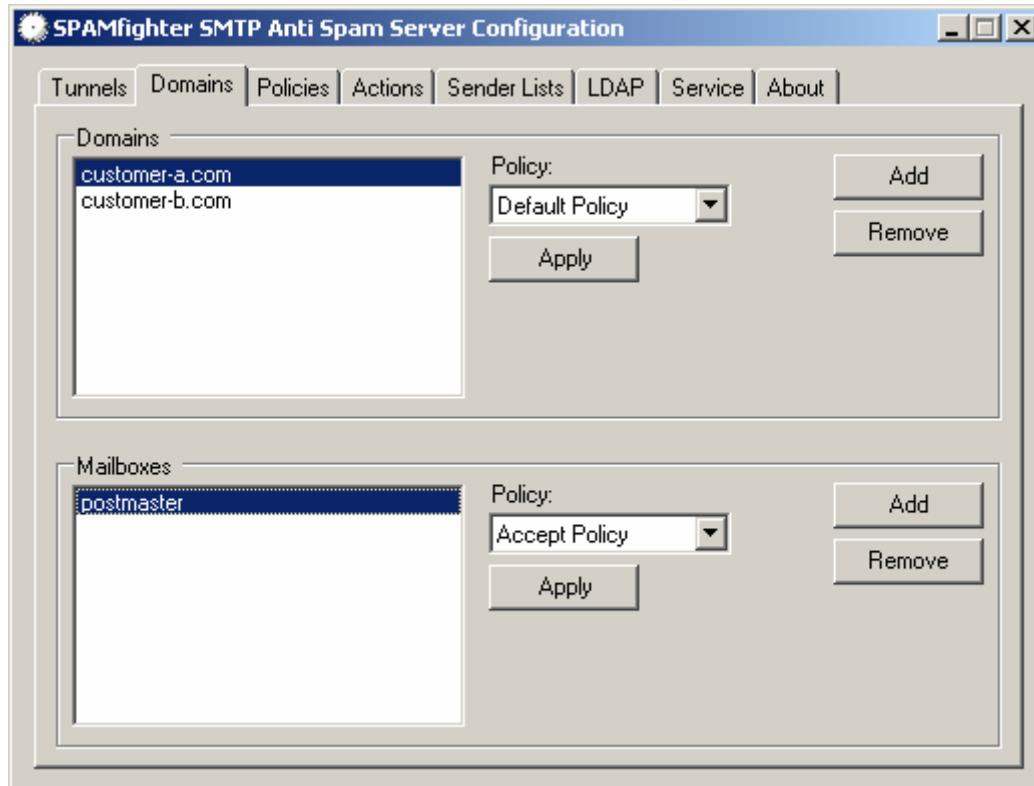 SPAMfighter SMTP Anti Spam Server Configuration
Tunnels Domains Policies Actions Sender Lists LDAP Service About
Domains
customer-a.com
customer-b.com
Policy:
Default Policy
Apply
Add
Remove
Mailboxes
postmaster
Policy:
Accept Policy
Apply
Add
Remove